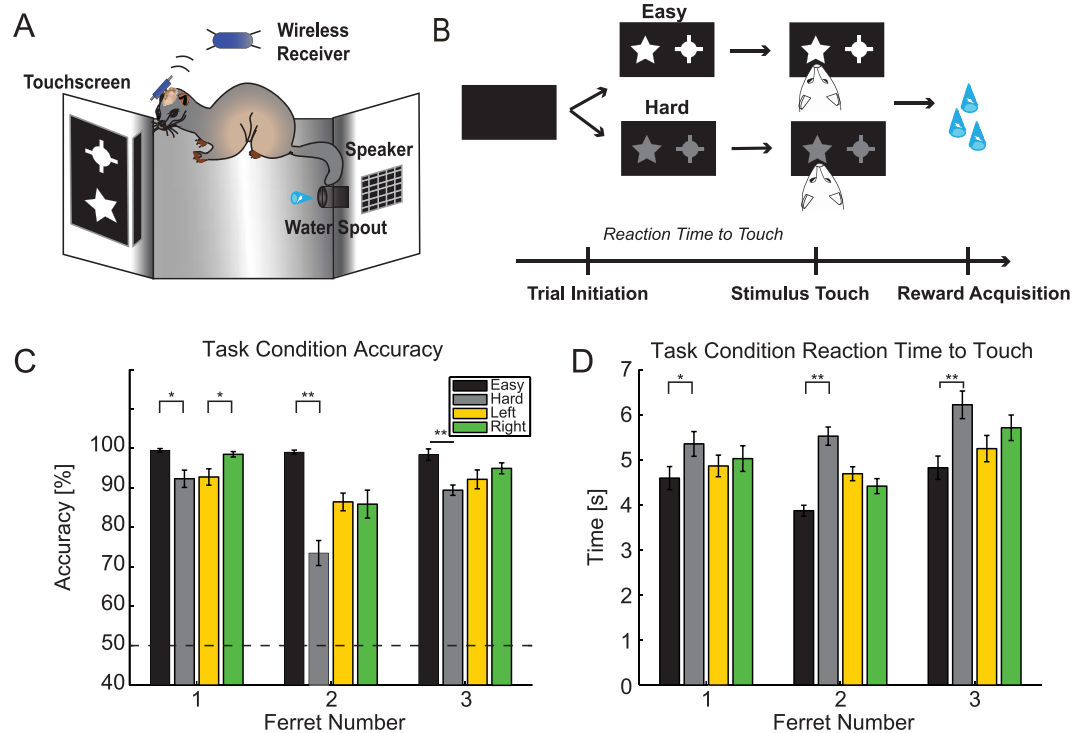 A
Wireless
Receiver
Touchscreen
Speaker
Water Spout
B
Easy
Hard
Reaction Time to Touch
Trial Initiation
Stimulus Touch
Reward Acquisition
C
Task Condition Accuracy
Accuracy [%]
100
90
80
70
60
50
40
*
*
**
**
Easy
Hard
Left
Right
1
2
3
Ferret Number
D
Task Condition Reaction Time to Touch
Time [s]
7
6
5
4
3
2
1
0
*
**
**
1
2
3
Ferret Number